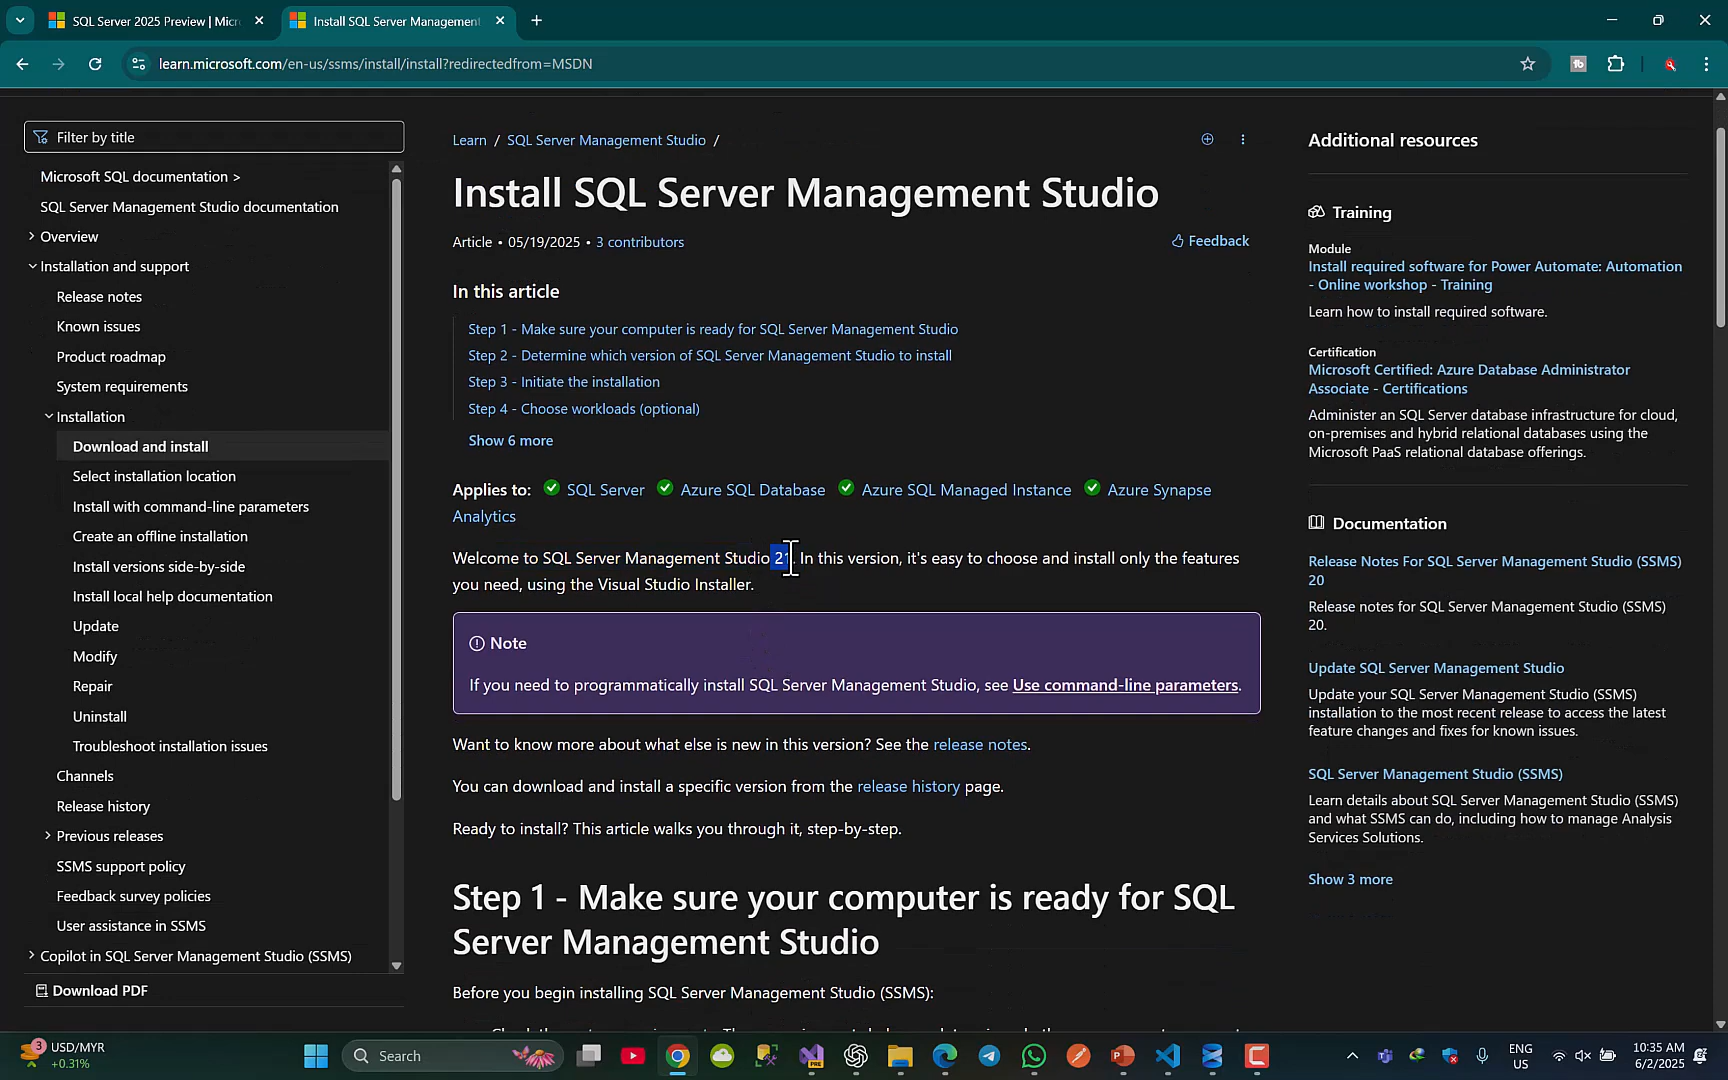 SQL Server 2025 Preview | Micr
Install SQL Server Management
learn.microsoft.com/en-us/ssms/install/install?redirectedfrom=MSDN
Filter by title
Microsoft SQL documentation >
SQL Server Management Studio documentation
Overview
Installation and support
Release notes
Known issues
Product roadmap
System requirements
Installation
Download and install
Select installation location
Install with command-line parameters
Create an offline installation
Install versions side-by-side
Install local help documentation
Update
Modify
Repair
Uninstall
Troubleshoot installation issues
Channels
Release history
Previous releases
SSMS support policy
Feedback survey policies
User assistance in SSMS
Copilot in SQL Server Management Studio (SSMS)
Download PDF
Learn / SQL Server Management Studio /
Install SQL Server Management Studio
Article • 05/19/2025 • 3 contributors
Feedback
In this article
Step 1 - Make sure your computer is ready for SQL Server Management Studio
Step 2 - Determine which version of SQL Server Management Studio to install
Step 3 - Initiate the installation
Step 4 - Choose workloads (optional)
Show 6 more
Applies to: SQL Server Azure SQL Database Azure SQL Managed Instance Azure Synapse
Analytics
Welcome to SQL Server Management Studio 21. In this version, it's easy to choose and install only the features
you need, using the Visual Studio Installer.
Note
If you need to programmatically install SQL Server Management Studio, see Use command-line parameters.
Want to know more about what else is new in this version? See the release notes.
You can download and install a specific version from the release history page.
Ready to install? This article walks you through it, step-by-step.
Step 1 - Make sure your computer is ready for SQL
Server Management Studio
Before you begin installing SQL Server Management Studio (SSMS):
Additional resources
Training
Module
Install required software for Power Automate: Automation
- Online workshop - Training
Learn how to install required software.
Certification
Microsoft Certified: Azure Database Administrator
Associate - Certifications
Administer an SQL Server database infrastructure for cloud,
on-premises and hybrid relational databases using the
Microsoft PaaS relational database offerings.
Documentation
Release Notes For SQL Server Management Studio (SSMS)
20
Release notes for SQL Server Management Studio (SSMS)
20.
Update SQL Server Management Studio
Update your SQL Server Management Studio (SSMS)
installation to the most recent release to access the latest
feature changes and fixes for known issues.
SQL Server Management Studio (SSMS)
Learn details about SQL Server Management Studio (SSMS)
and what SSMS can do, including how to manage Analysis
Services Solutions.
Show 3 more
3
USD/MYR
+0.31%
Search
PRE
ENG
US
10:35 AM
6/2/2025